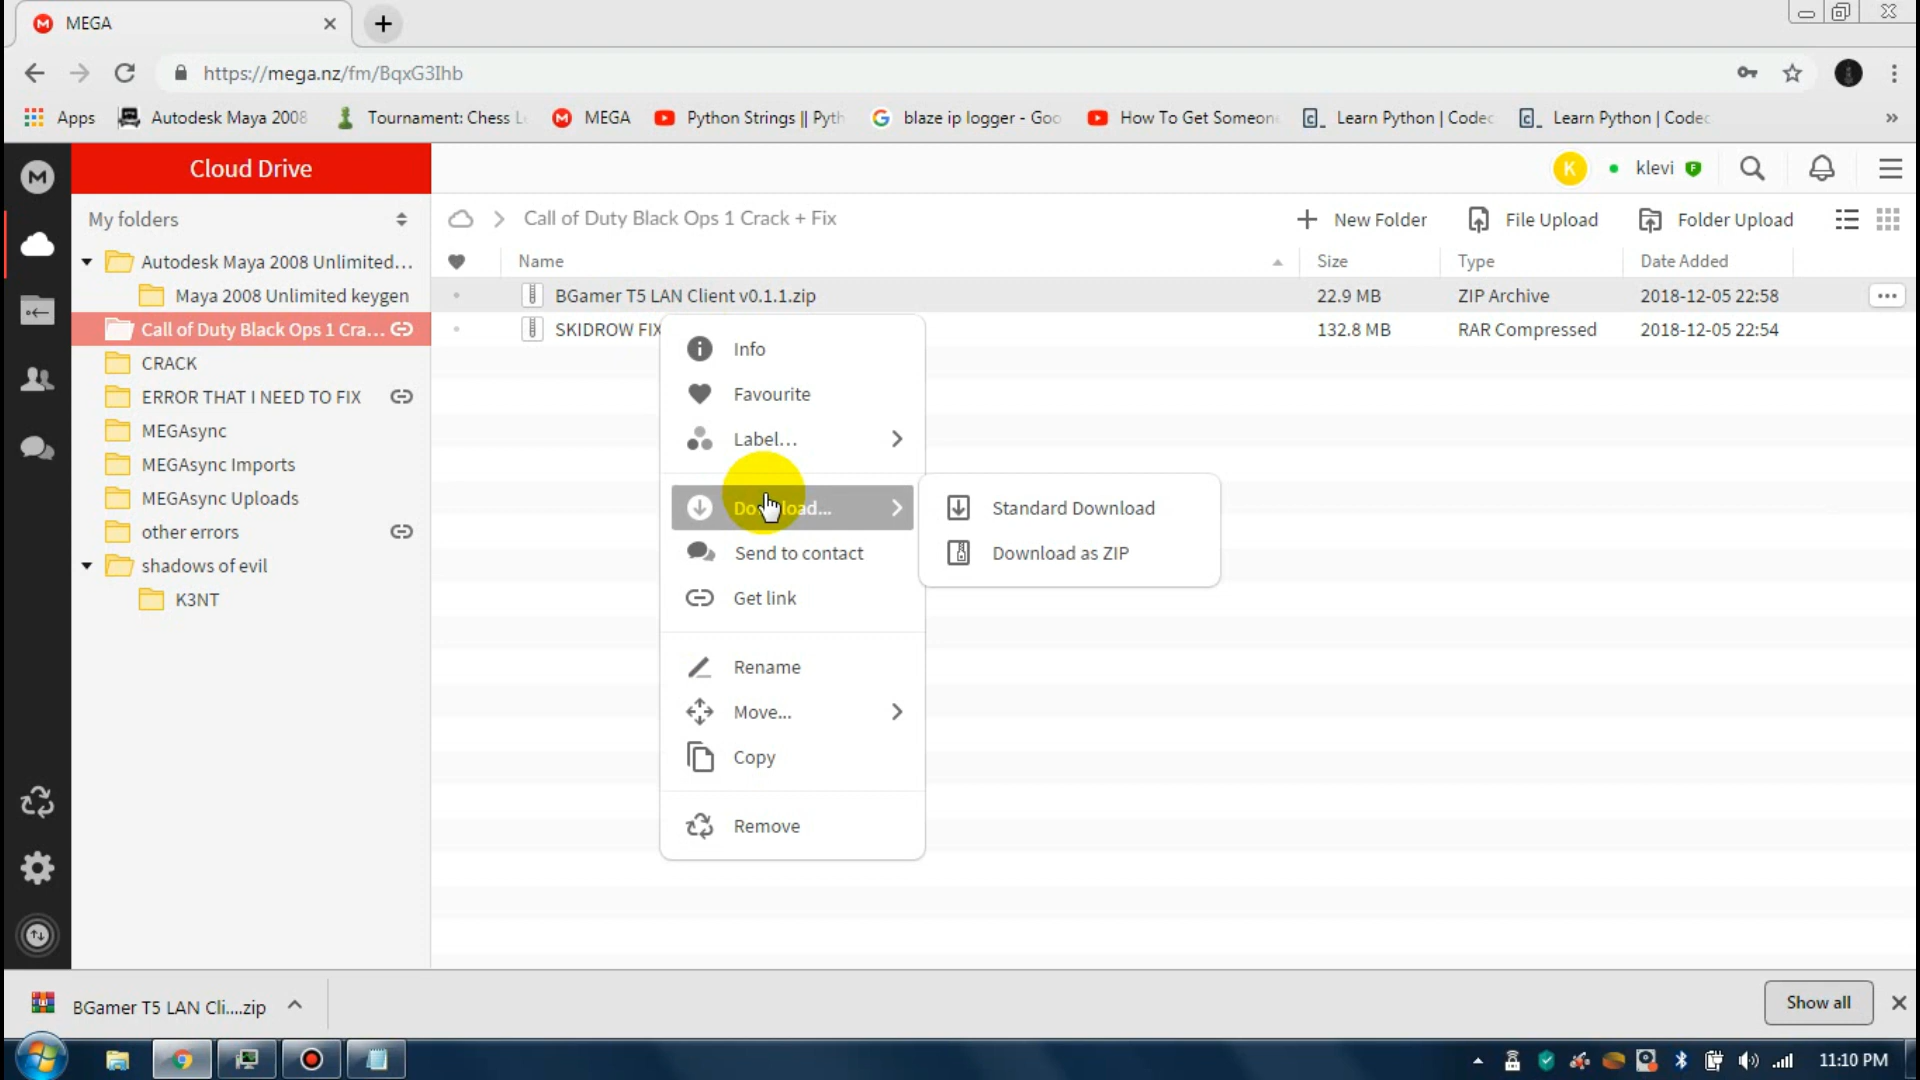 MEGA
https://mega.nz/fm/BqxG3Ihb
Apps
Autodesk Maya 2008
Tournament: Chess L
MEGA
Python Strings || Pyth
blaze ip logger - Goo
How To Get Someon
Learn Python | Codec
Learn Python | Codec
Cloud Drive
K
klevi
My folders
Call of Duty Black Ops 1 Crack + Fix
New Folder
File Upload
Folder Upload
Autodesk Maya 2008 Unlimited...
Maya 2008 Unlimited keygen
Call of Duty Black Ops 1 Cra...
CRACK
ERROR THAT I NEED TO FIX
MEGAsync
MEGAsync Imports
MEGAsync Uploads
other errors
shadows of evil
K3NT
Name Size Type Date Added
BGamer T5 LAN Client v0.1.1.zip 22.9 MB ZIP Archive 2018-12-05 22:58
SKIDROW FIX 132.8 MB RAR Compressed 2018-12-05 22:54
Info
Favourite
Label...
Standard Download
Download as ZIP
Send to contact
Get link
Rename
Move...
Copy
Remove
BGamer T5 LAN Cli....zip
Show all
11:10 PM